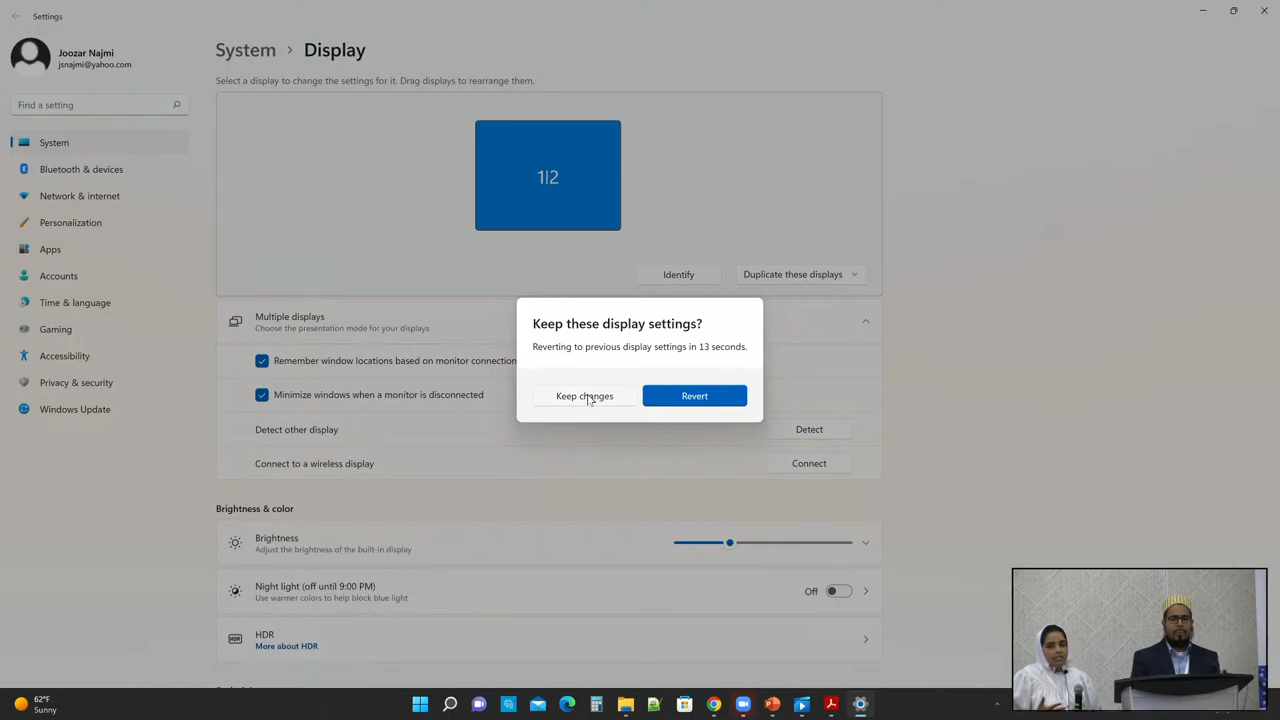 Settings
Joozar Najmi
jsnajmi@yahoo.com
Find a setting
System
Bluetooth & devices
Network & internet
Personalization
Apps
Accounts
Time & language
Gaming
Accessibility
Privacy & security
Windows Update
System > Display
Select a display to change the settings for it. Drag displays to rearrange them.
1|2
Identify
Duplicate these displays
Multiple displays
Choose the presentation mode for your displays
Remember window locations based on monitor connection
Minimize windows when a monitor is disconnected
Detect other display
Detect
Connect to a wireless display
Connect
Keep these display settings?
Reverting to previous display settings in 13 seconds.
Keep changes
Revert
Brightness & color
Brightness
Adjust the brightness of the built-in display
Night light (off until 9:00 PM)
Use warmer colors to help block blue light
Off
HDR
More about HDR
62°F
Sunny